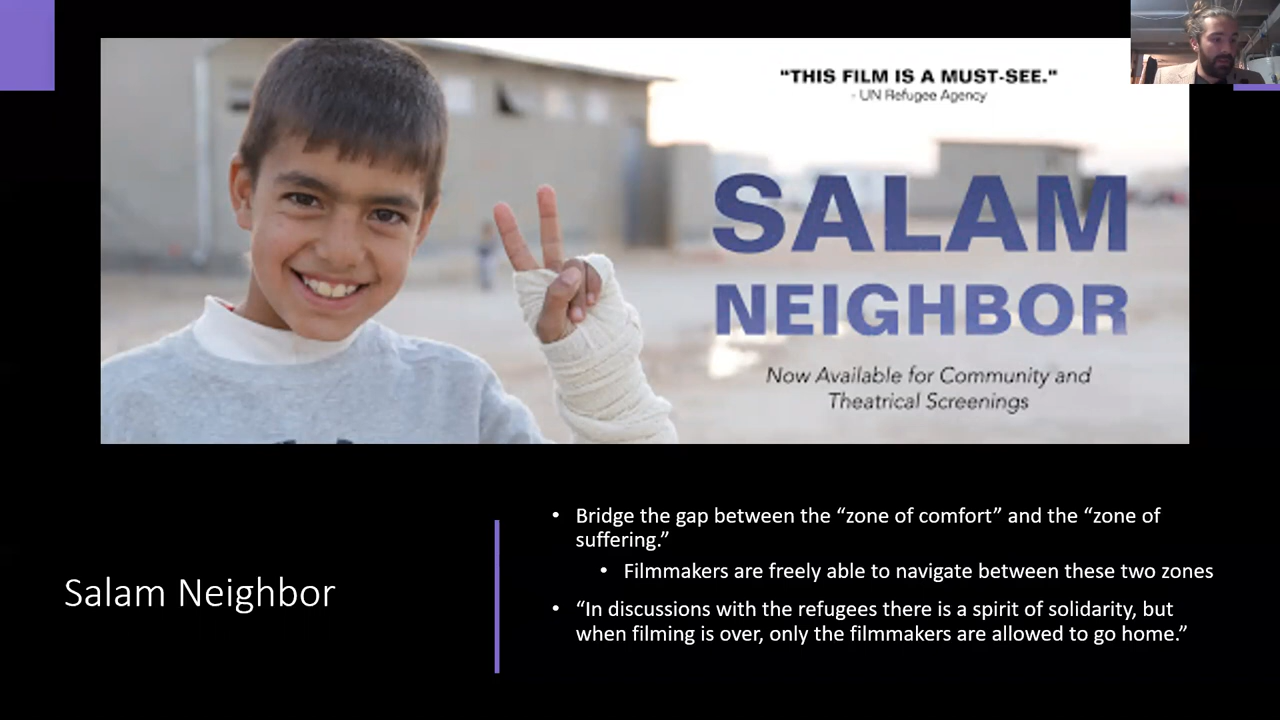 "THIS FILM IS A MUST-SEE."
- UN Refugee Agency
SALAM
NEIGHBOR
Now Available for Community and
Theatrical Screenings
Salam Neighbor
• Bridge the gap between the “zone of comfort” and the “zone of
suffering.”
• Filmmakers are freely able to navigate between these two zones
• “In discussions with the refugees there is a spirit of solidarity, but
when filming is over, only the filmmakers are allowed to go home.”